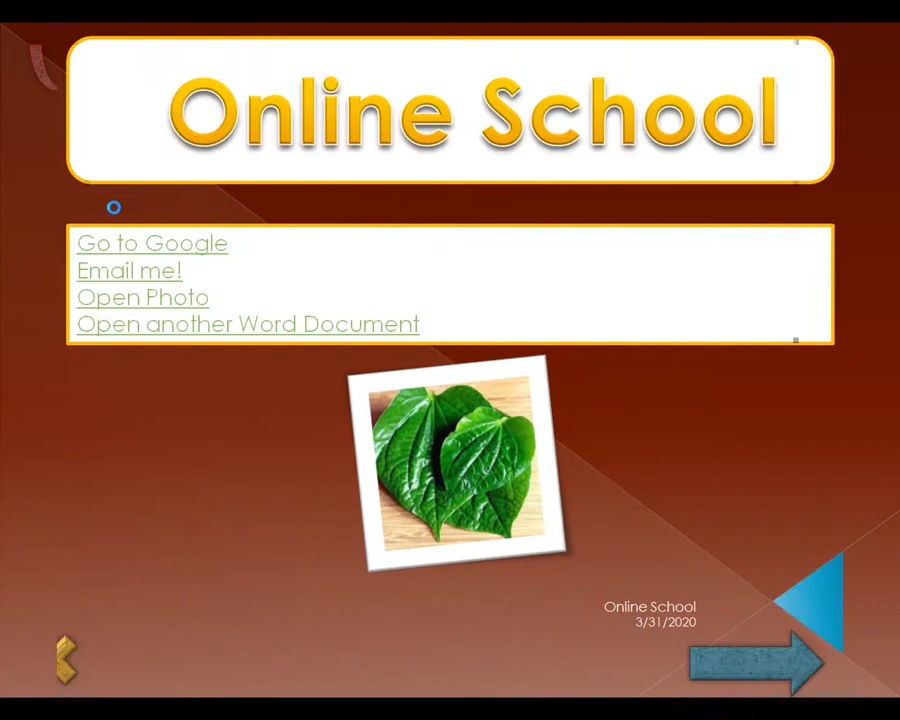 Online School
Go to Google
Email me!
Open Photo
Open another Word Document
Online School
3/31/2020